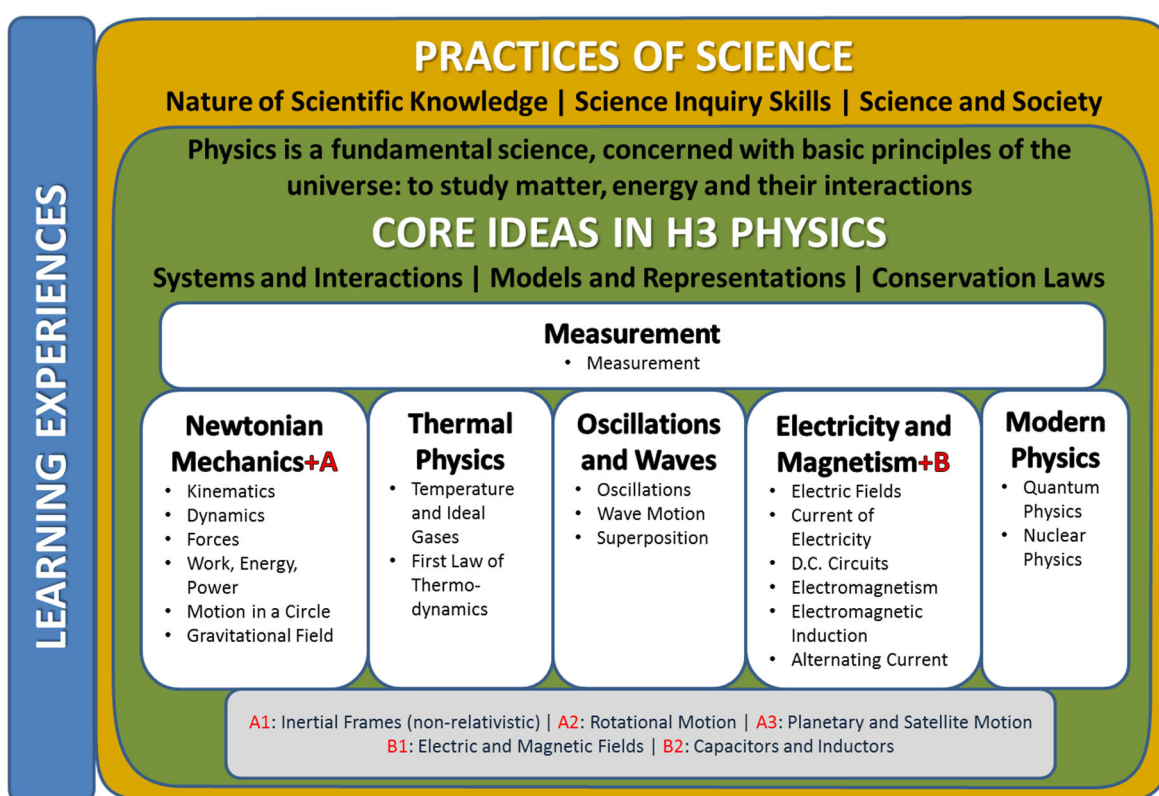 LEARNING EXPERIENCES
PRACTICES OF SCIENCE
Nature of Scientific Knowledge | Science Inquiry Skills | Science and Society
Physics is a fundamental science, concerned with basic principles of the
universe: to study matter, energy and their interactions
CORE IDEAS IN H3 PHYSICS
Systems and Interactions | Models and Representations | Conservation Laws
Measurement
• Measurement
Newtonian
Mechanics+A
• Kinematics
• Dynamics
• Forces
• Work, Energy,
Power
• Motion in a Circle
• Gravitational Field
Thermal
Physics
• Temperature
and Ideal
Gases
• First Law of
Thermo-
dynamics
Oscillations
and Waves
• Oscillations
• Wave Motion
• Superposition
Electricity and
Magnetism+B
• Electric Fields
• Current of
Electricity
• D.C. Circuits
• Electromagnetism
• Electromagnetic
Induction
• Alternating Current
Modern
Physics
• Quantum
Physics
• Nuclear
Physics
A1: Inertial Frames (non-relativistic) | A2: Rotational Motion | A3: Planetary and Satellite Motion
B1: Electric and Magnetic Fields | B2: Capacitors and Inductors